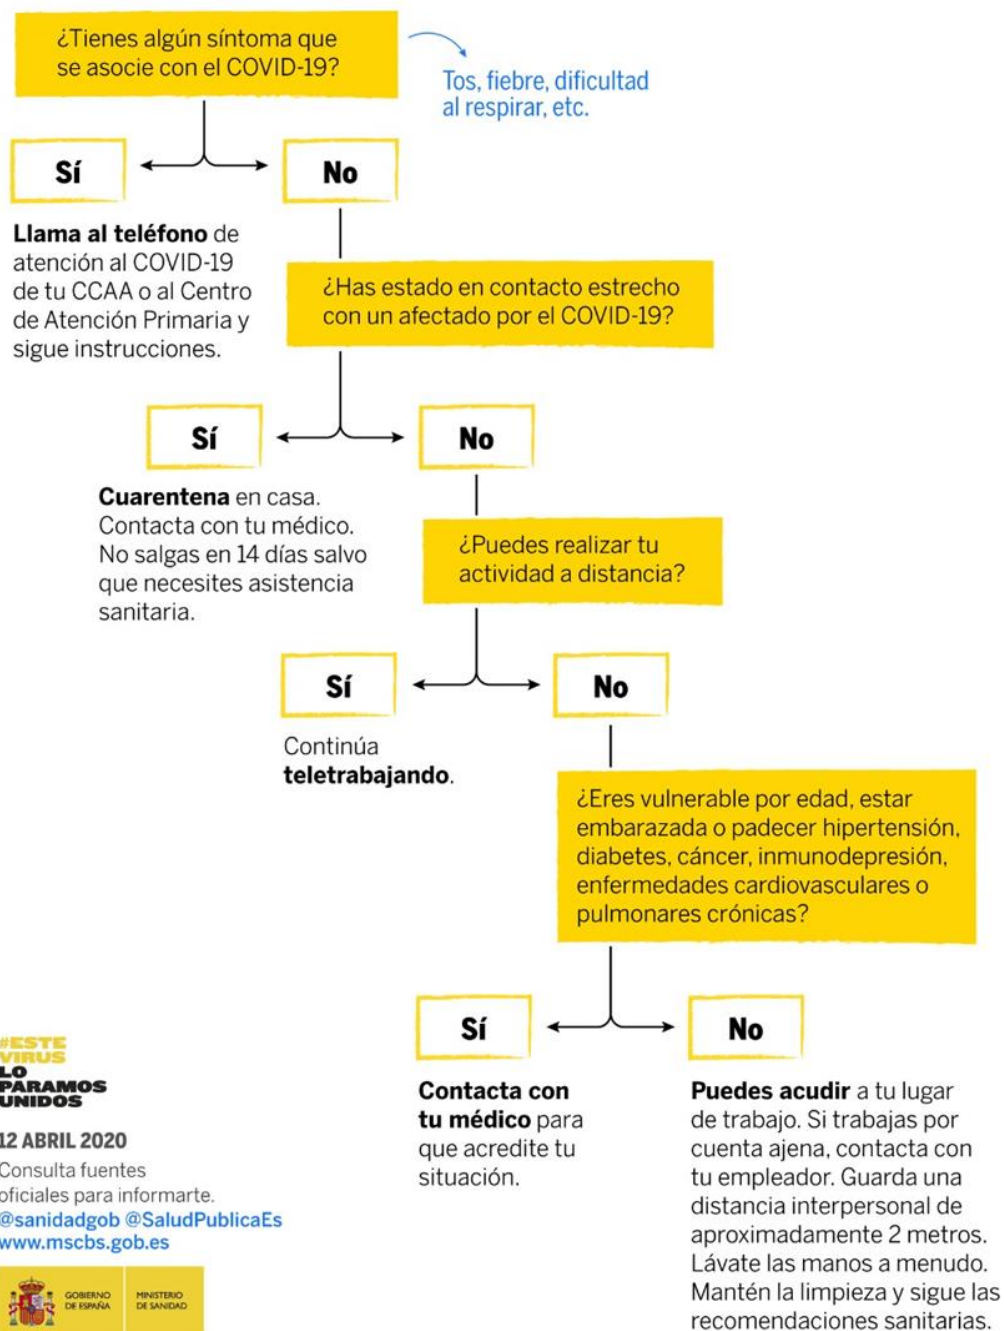 ¿Tienes algún síntoma que
se asocie con el COVID-19?
Tos, fiebre, dificultad
al respirar, etc.
Sí
No
Llama al teléfono de
atención al COVID-19
de tu CCAA o al Centro
de Atención Primaria y
sigue instrucciones.
¿Has estado en contacto estrecho
con un afectado por el COVID-19?
Sí
No
Cuarentena en casa.
Contacta con tu médico.
No salgas en 14 días salvo
que necesites asistencia
sanitaria.
¿Puedes realizar tu
actividad a distancia?
Sí
No
Continúa
teletrabajando.
¿Eres vulnerable por edad, estar
embarazada o padecer hipertensión,
diabetes, cáncer, inmunodepresión,
enfermedades cardiovasculares o
pulmonares crónicas?
Sí
No
Contacta con
tu médico para
que acredite tu
situación.
Puedes acudir a tu lugar
de trabajo. Si trabajas por
cuenta ajena, contacta con
tu empleador. Guarda una
distancia interpersonal de
aproximadamente 2 metros.
Lávate las manos a menudo.
Mantén la limpieza y sigue las
recomendaciones sanitarias.
#ESTE
VIRUS
LO
PARAMOS
UNIDOS
12 ABRIL 2020
Consulta fuentes
oficiales para informarte.
@sanidadgob @SaludPublicaEs
www.mscbs.gob.es
GOBIERNO
DE ESPAÑA
MINISTERIO
DE SANIDAD